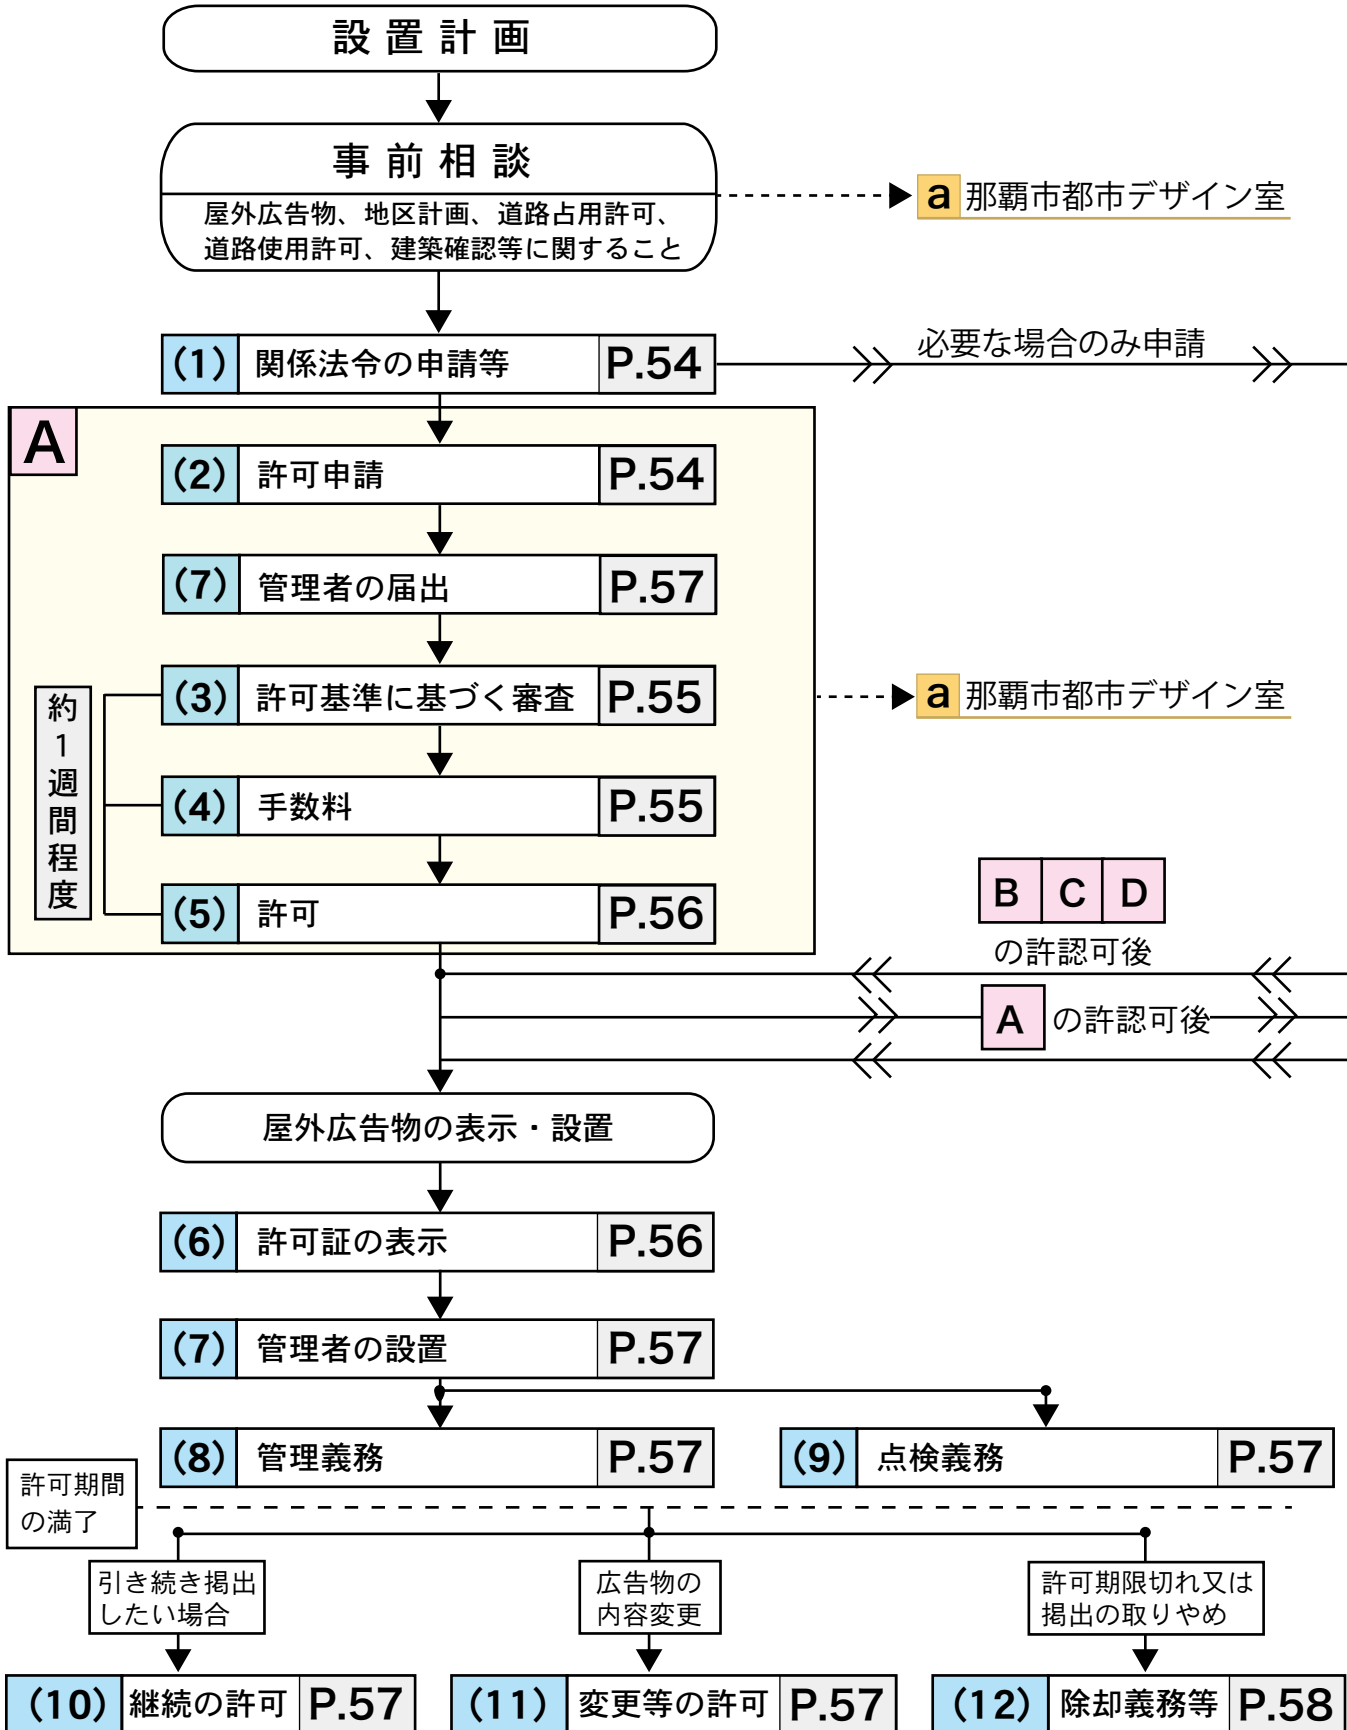 設置計画
事前相談
屋外広告物、地区計画、道路占用許可、
道路使用許可、建築確認等に関すること
a 那覇市都市デザイン室
(1) 関係法令の申請等 P.54
必要な場合のみ申請
A
(2) 許可申請 P.54
(7) 管理者の届出 P.57
約1週間程度
(3) 許可基準に基づく審査 P.55
a 那覇市都市デザイン室
(4) 手数料 P.55
(5) 許可 P.56
B C D
の許認可後
A の許認可後
屋外広告物の表示・設置
(6) 許可証の表示 P.56
(7) 管理者の設置 P.57
(8) 管理義務 P.57
(9) 点検義務 P.57
許可期間
の満了
引き続き掲出
したい場合
広告物の
内容変更
許可期限切れ又は
掲出の取りやめ
(10) 継続の許可 P.57
(11) 変更等の許可 P.57
(12) 除却義務等 P.58